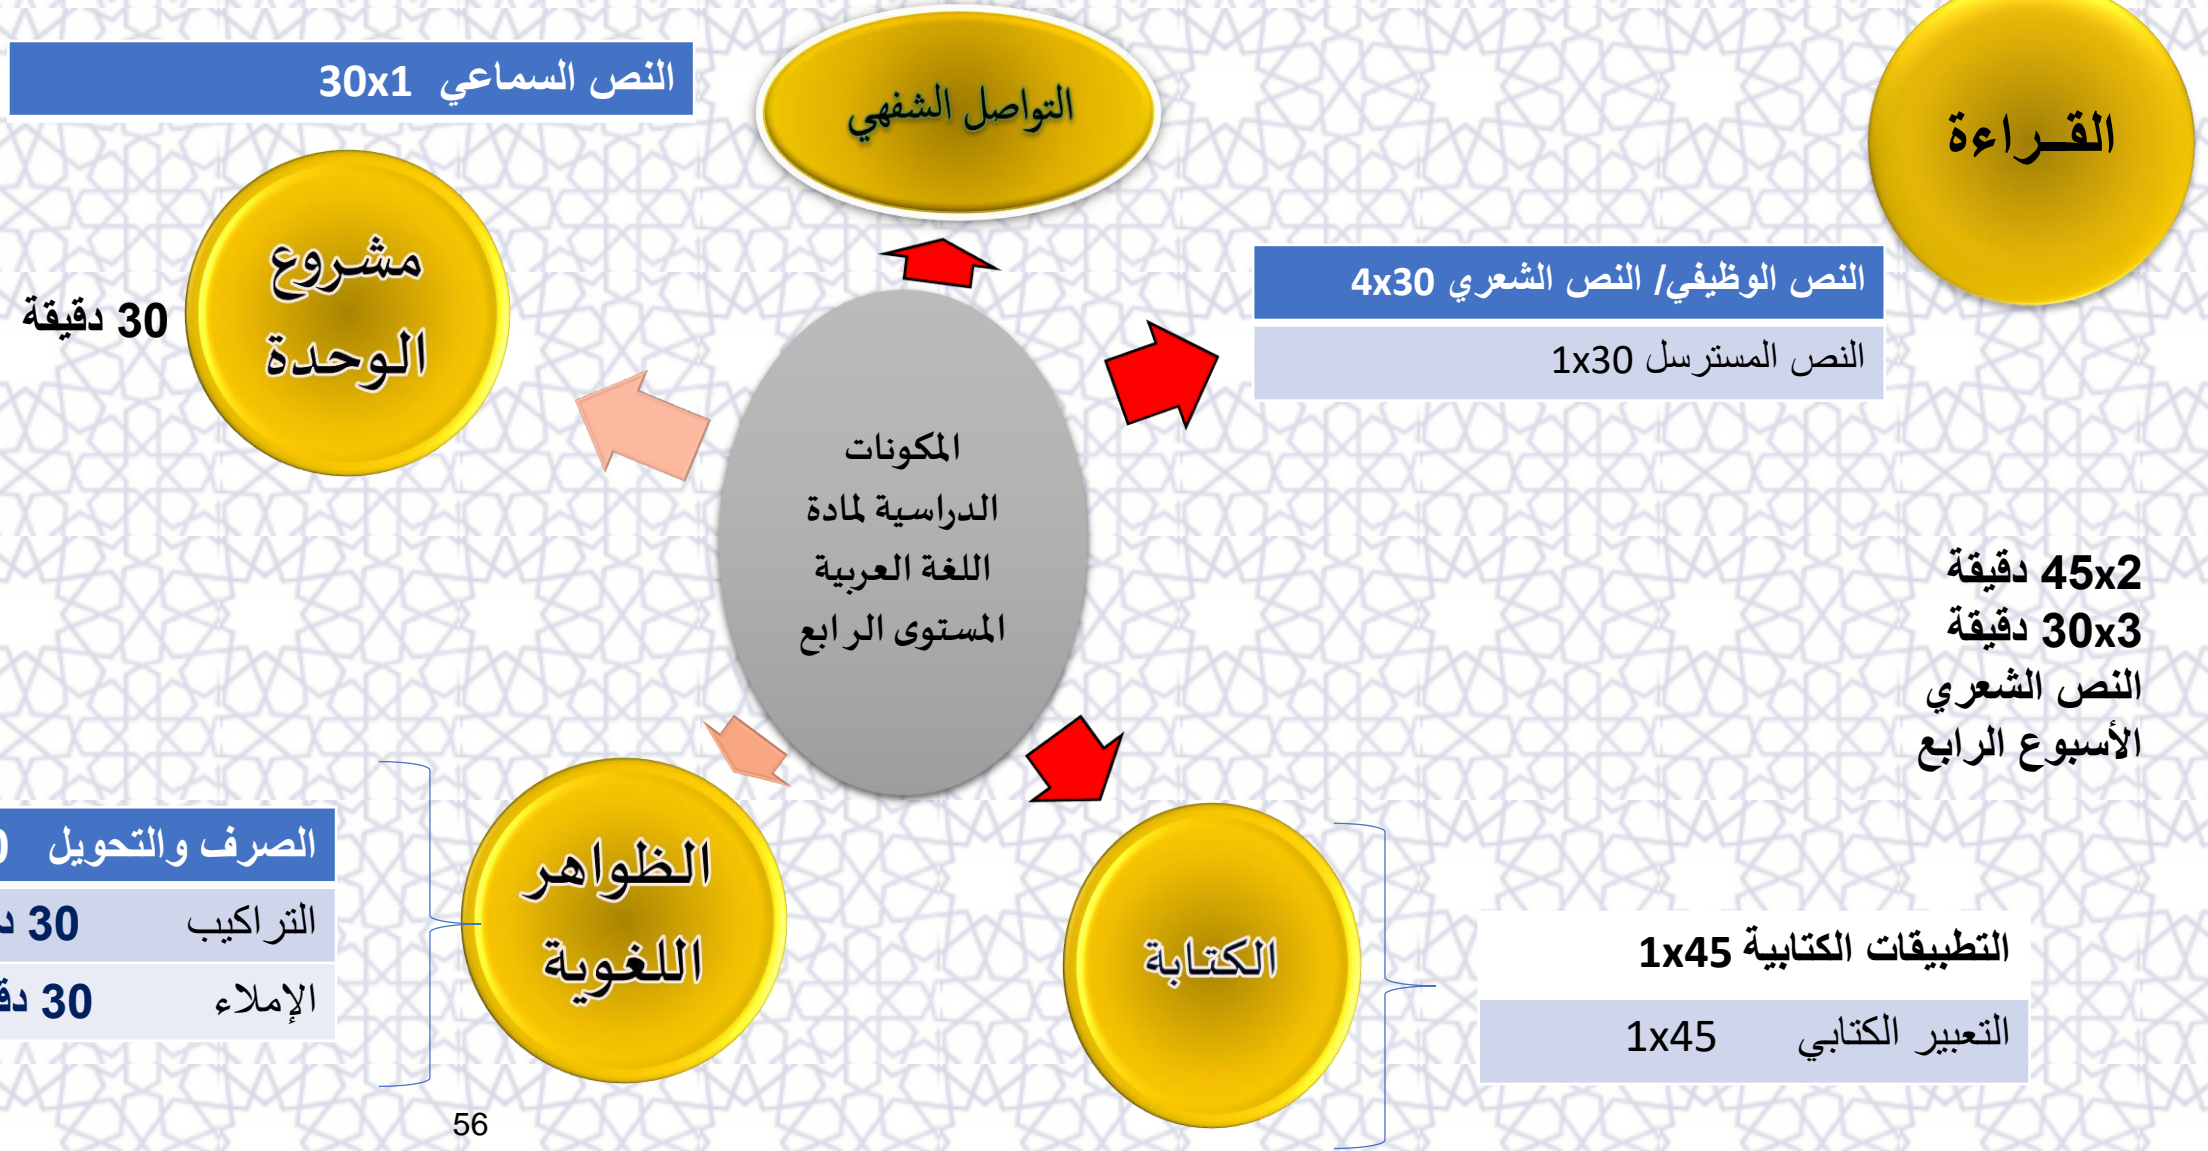 القــراءة
التواصل الشفهي
النص السماعي 30x1
مشروع
الوحدة
30 دقيقة
النص الوظيفي/ النص الشعري 4x30
النص المسترسل 1x30
المكونات
الدراسية لمادة
اللغة العربية
المستوى الرابع
45x2 دقيقة
30x3 دقيقة
النص الشعري
الأسبوع الرابع
الظواهر
اللغوية
الصرف والتحويل
التراكيب 30
الإملاء 30
الكتابة
التطبيقات الكتابية 1x45
التعبير الكتابي 1x45
56